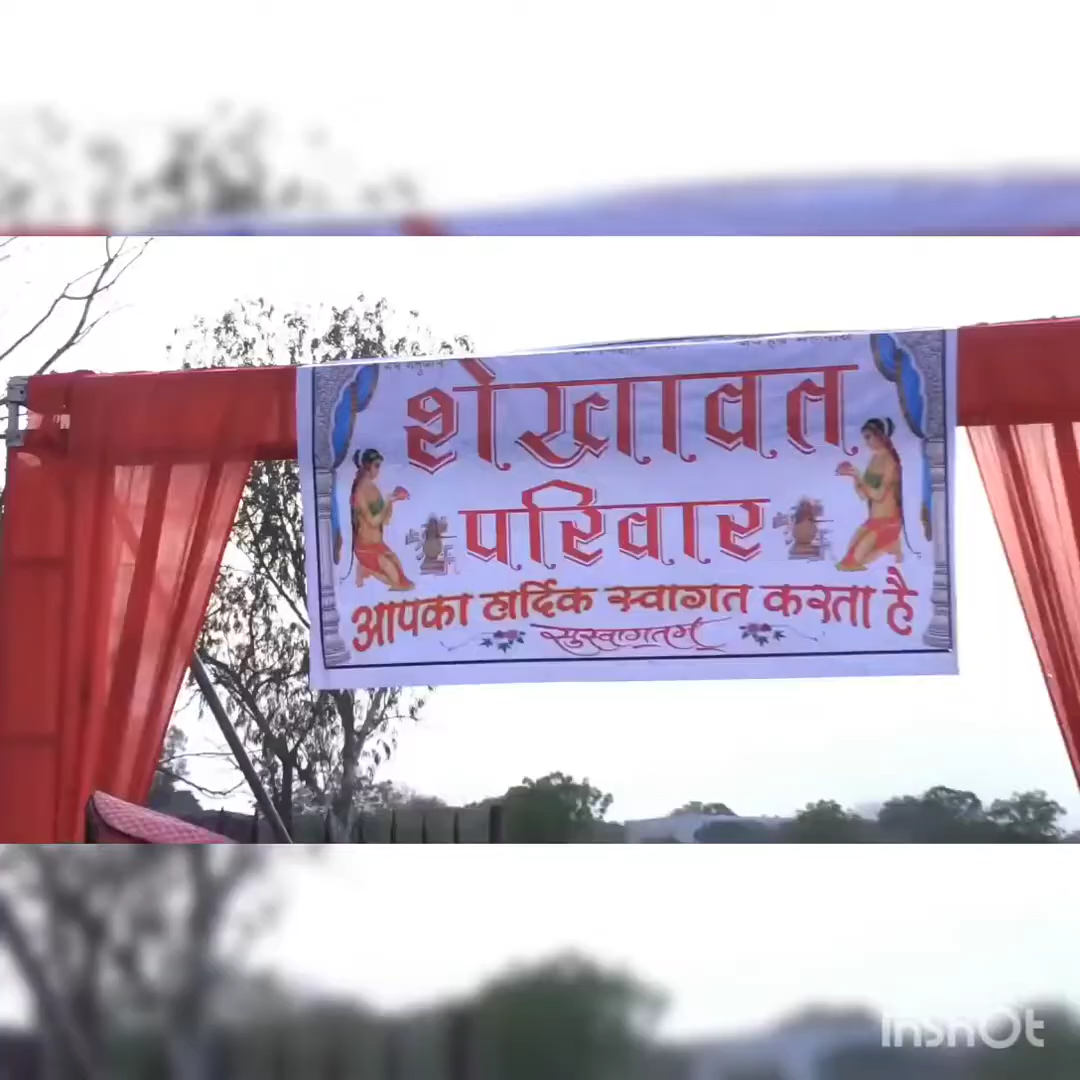 शेखावत
परिवार
आपका हार्दिक स्वागत करता है
सुस्वागतम्
InShOt